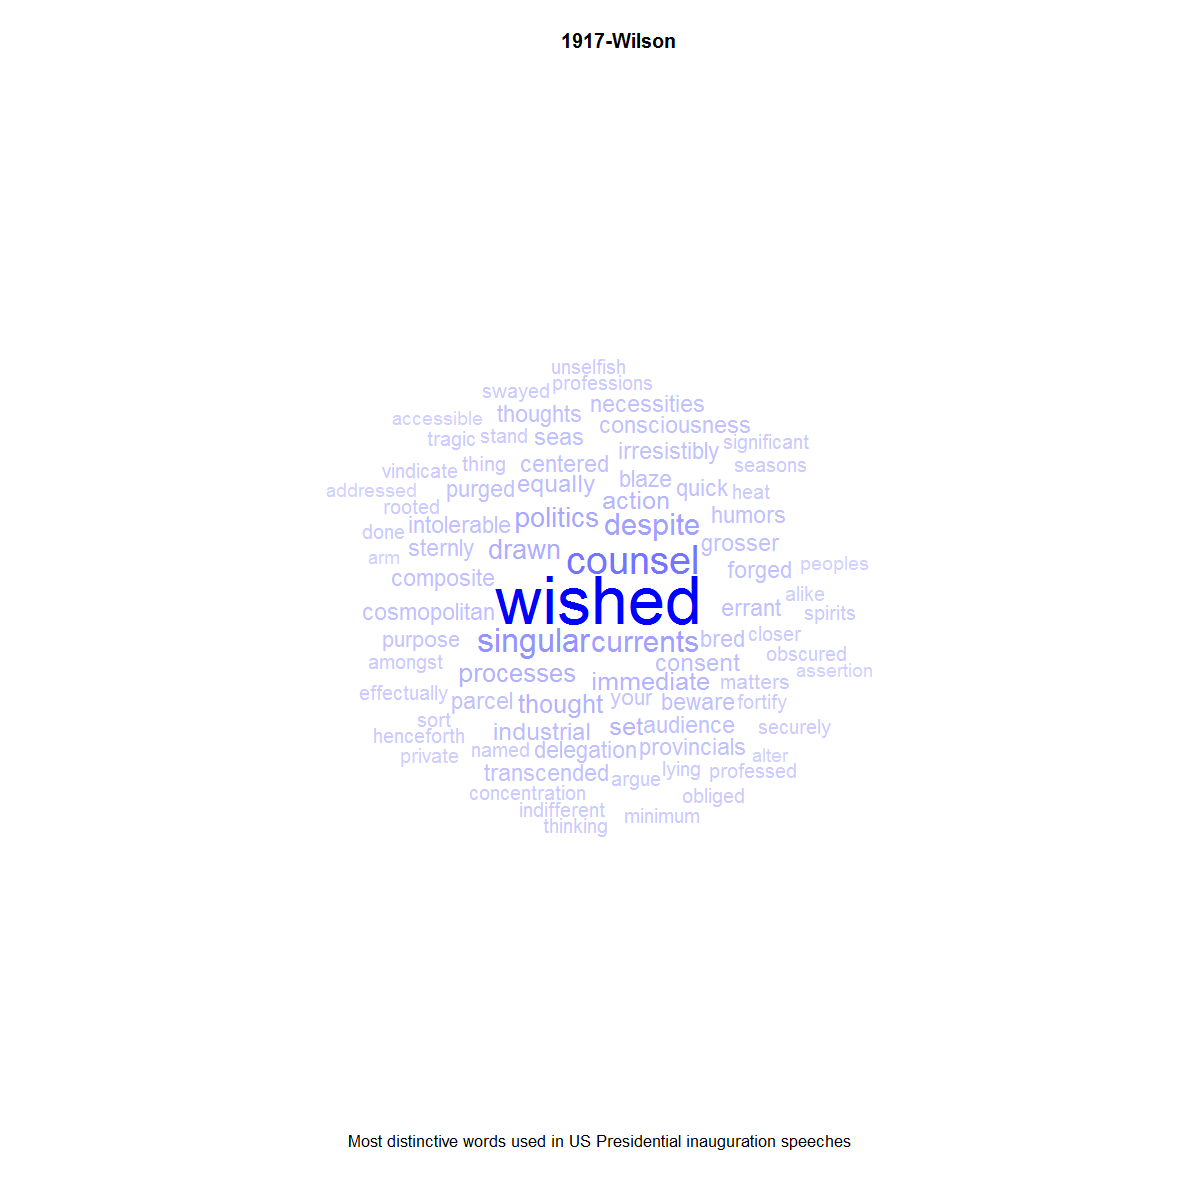 1917-Wilson
unselfish
professions
swayed
necessities
thoughts
accessible
consciousness
seas
stand
tragic
significant
irresistibly
centered
thing
seasons
vindicate
blaze
equally
quick
purged
addressed
heat
action
rooted
humors
politics
despite
intolerable
done
grosser
sternly
drawn
arm
counsel
peoples
forged
composite
alike
wished
errant
cosmopolitan
spirits
closer
purpose
singular
currents
bred
obscured
amongst
consent
assertion
processes
immediate
matters
effectually
your
parcel
thought
beware
fortify
sort
set
audience
securely
industrial
henceforth
provincials
named
delegation
private
alter
lying
professed
transcended
argue
concentration
obliged
indifferent
minimum
thinking
Most distinctive words used in US Presidential inauguration speeches